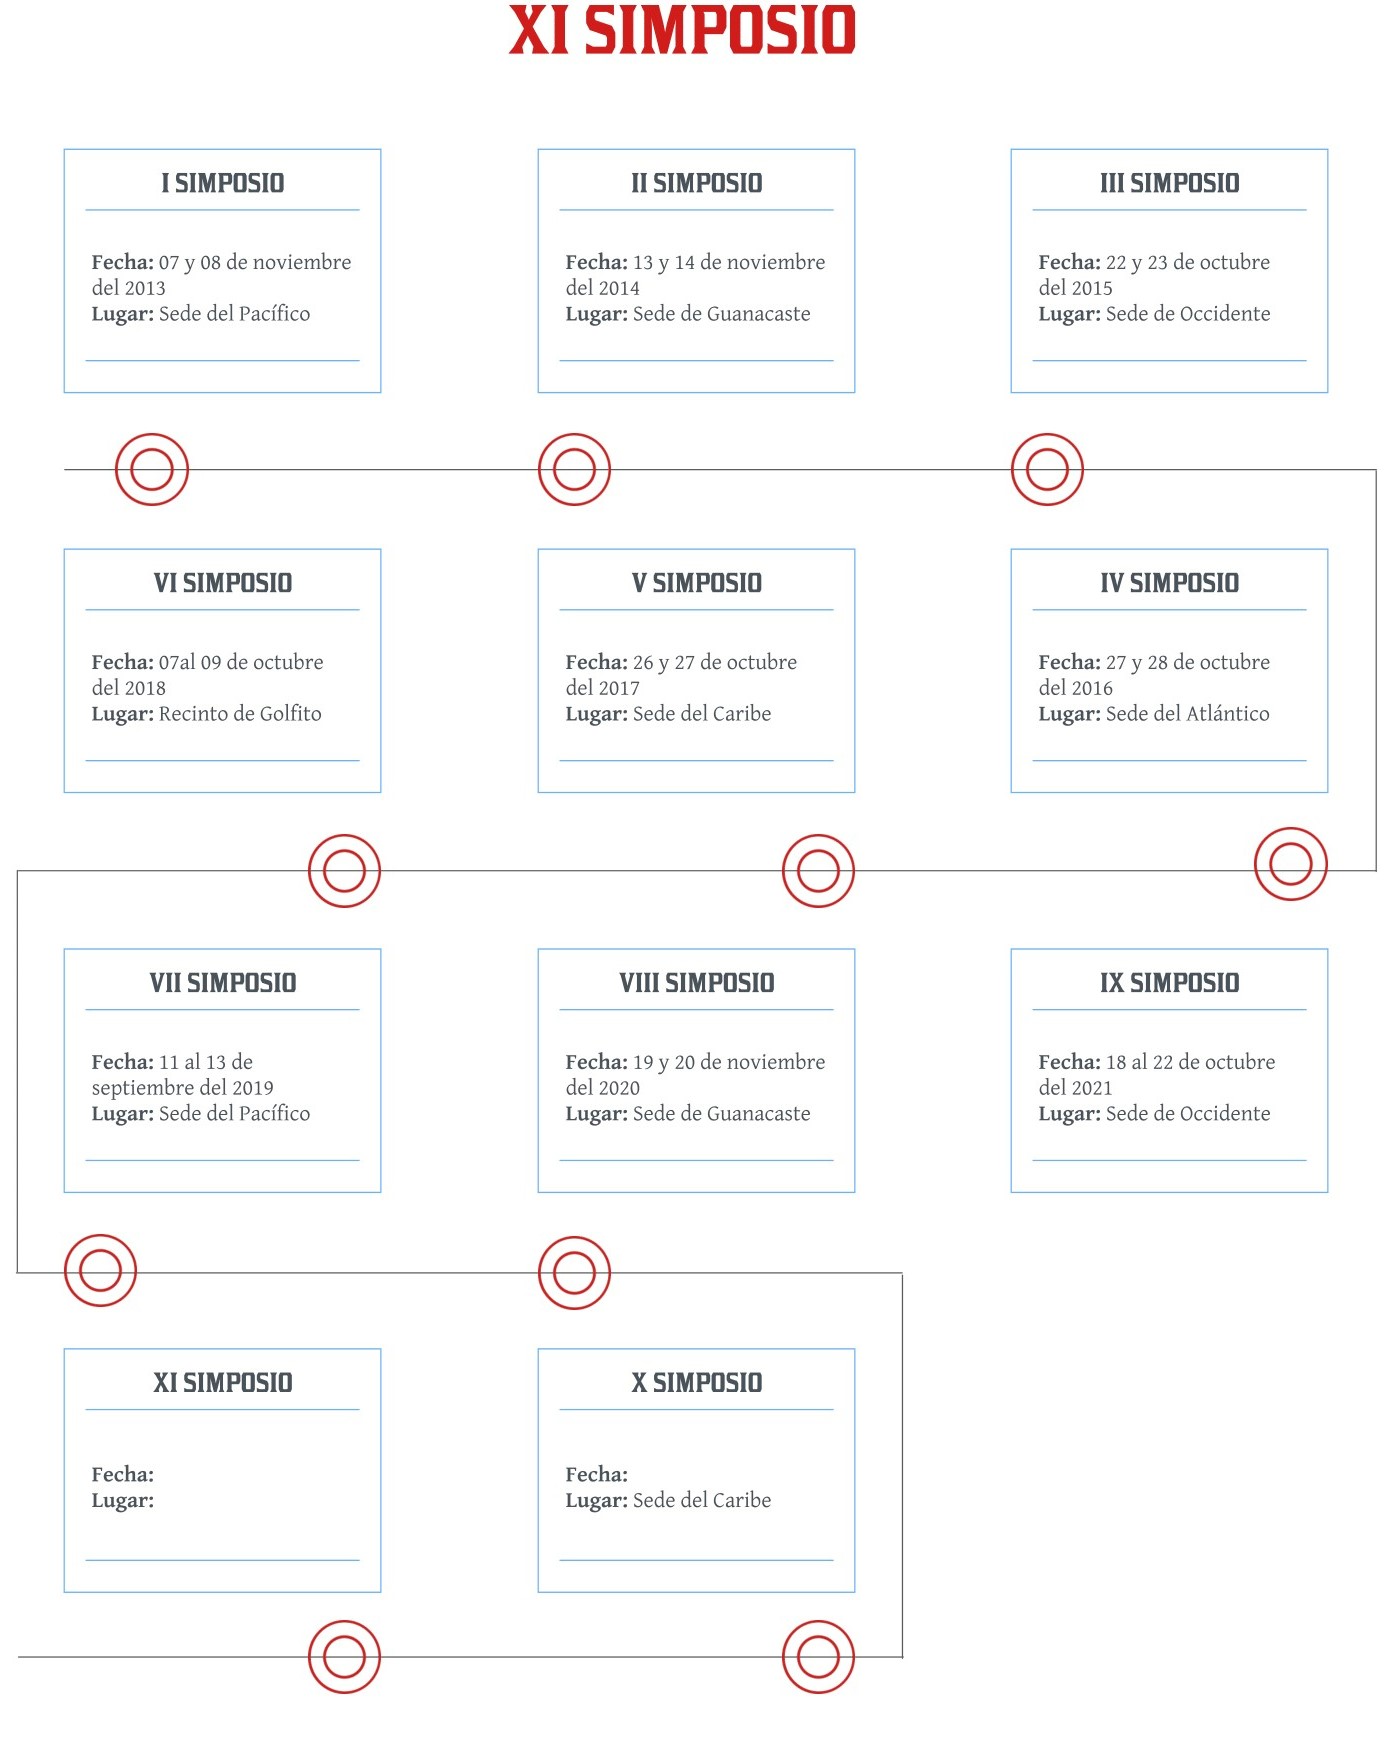 XI SIMPOSIO
I SIMPOSIO
Fecha: 07 y 08 de noviembre
del 2013
Lugar: Sede del Pacífico
II SIMPOSIO
Fecha: 13 y 14 de noviembre
del 2014
Lugar: Sede de Guanacaste
III SIMPOSIO
Fecha: 22 y 23 de octubre
del 2015
Lugar: Sede de Occidente
VI SIMPOSIO
Fecha: 07al 09 de octubre
del 2018
Lugar: Recinto de Golfito
V SIMPOSIO
Fecha: 26 y 27 de octubre
del 2017
Lugar: Sede del Caribe
IV SIMPOSIO
Fecha: 27 y 28 de octubre
del 2016
Lugar: Sede del Atlántico
VII SIMPOSIO
Fecha: 11 al 13 de
septiembre del 2019
Lugar: Sede del Pacífico
VIII SIMPOSIO
Fecha: 19 y 20 de noviembre
del 2020
Lugar: Sede de Guanacaste
IX SIMPOSIO
Fecha: 18 al 22 de octubre
del 2021
Lugar: Sede de Occidente
XI SIMPOSIO
Fecha:
Lugar:
X SIMPOSIO
Fecha:
Lugar: Sede del Caribe